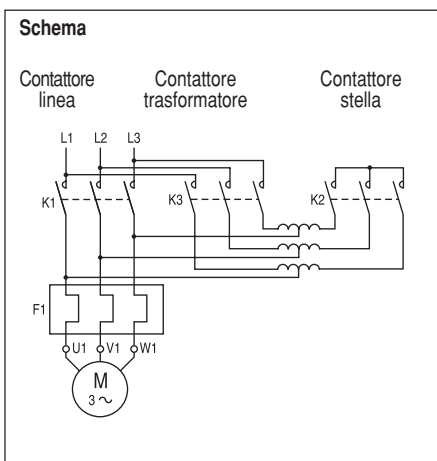 Schema
Contattore linea
Contattore trasformatore
Contattore stella
L1 L2 L3
K1 K3 K2
F1
U1 V1 W1
M
3~